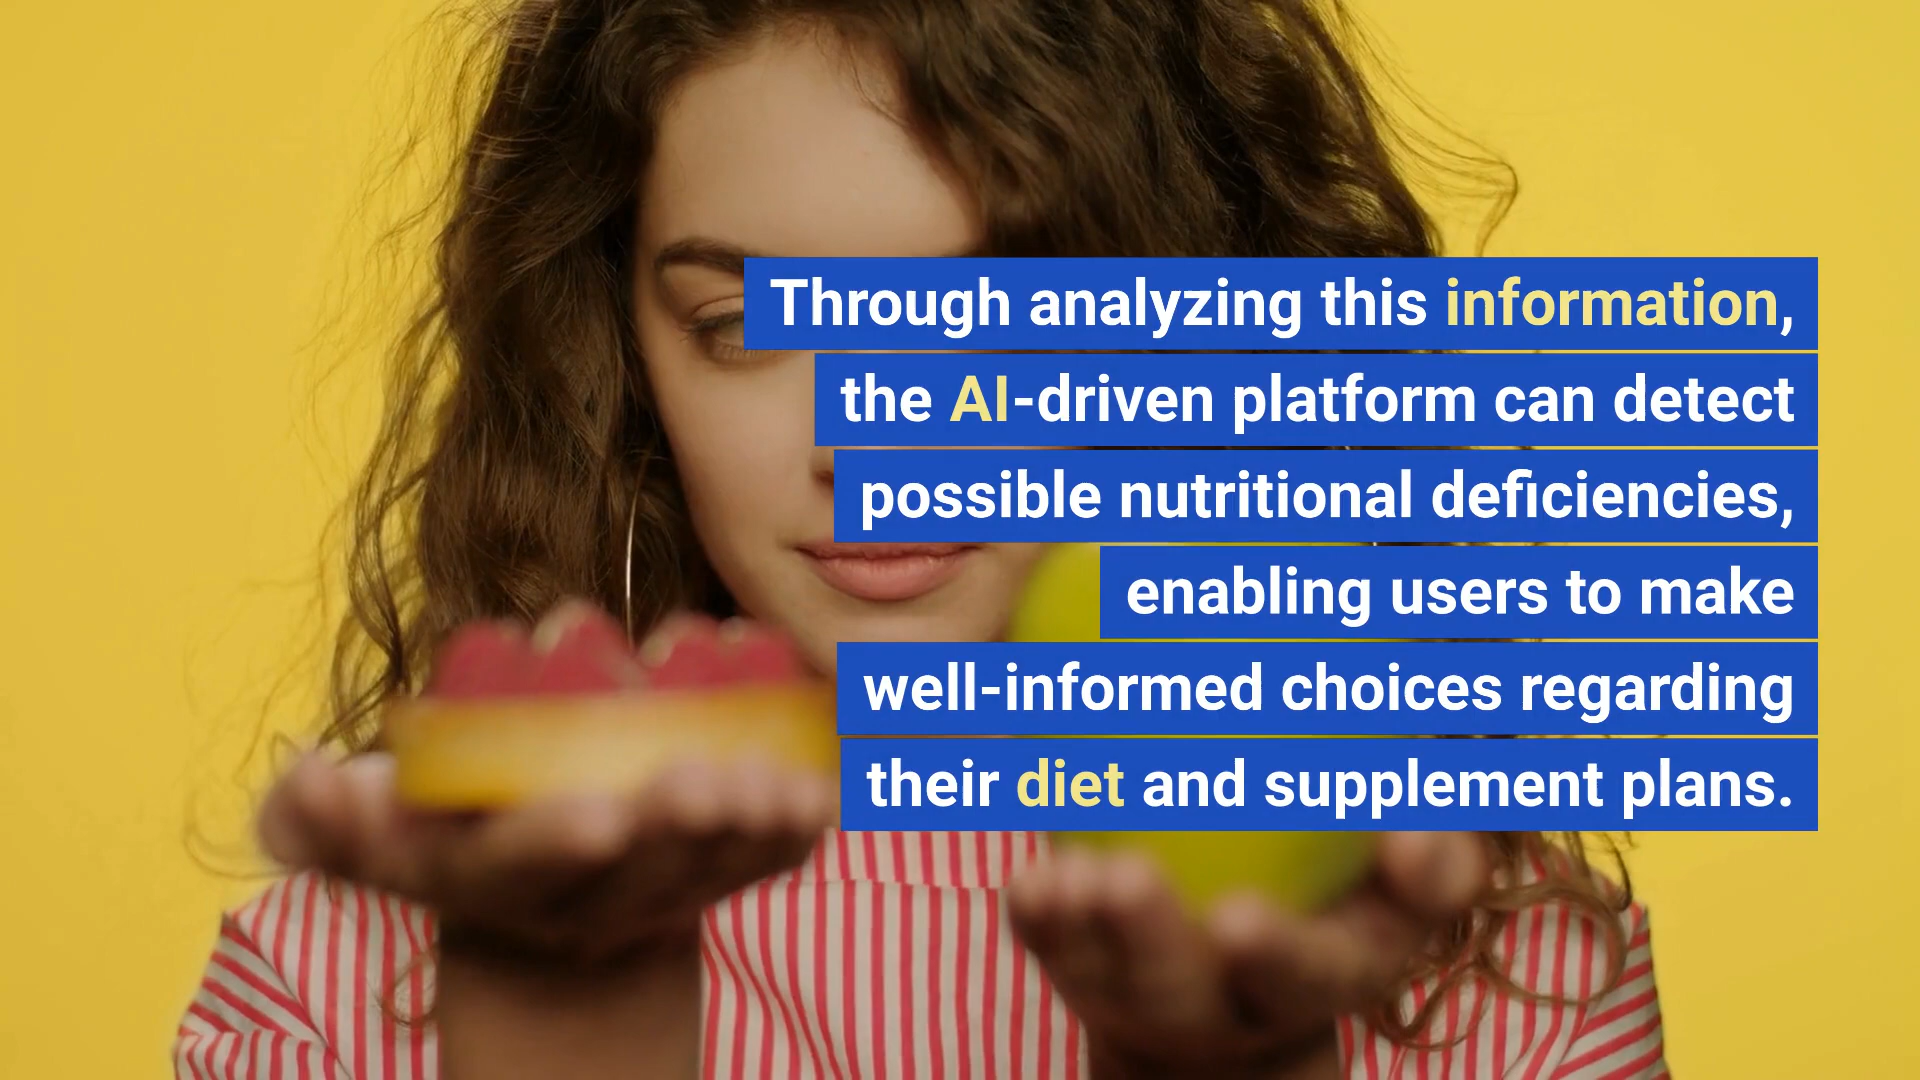 Through analyzing this information,
the AI-driven platform can detect
possible nutritional deficiencies,
enabling users to make
well-informed choices regarding
their diet and supplement plans.